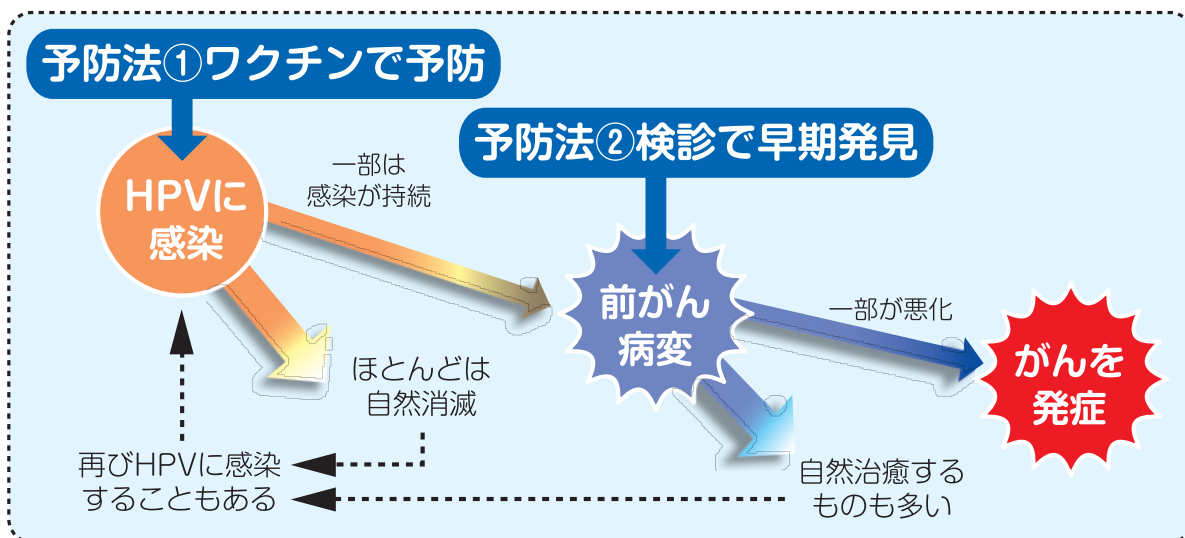 予防法①ワクチンで予防
予防法②検診で早期発見
HPVに
感染
一部は
感染が持続
前がん
病変
一部が悪化
がんを
発症
ほとんどは
自然消滅
再びHPVに感染
することもある
自然治癒する
ものも多い